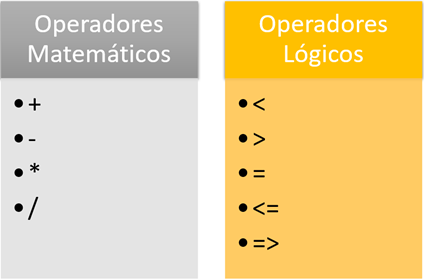 Operadores
Matemáticos
• +
• -
• *
• /
Operadores
Lógicos
• <
• >
• =
• <=
• =>